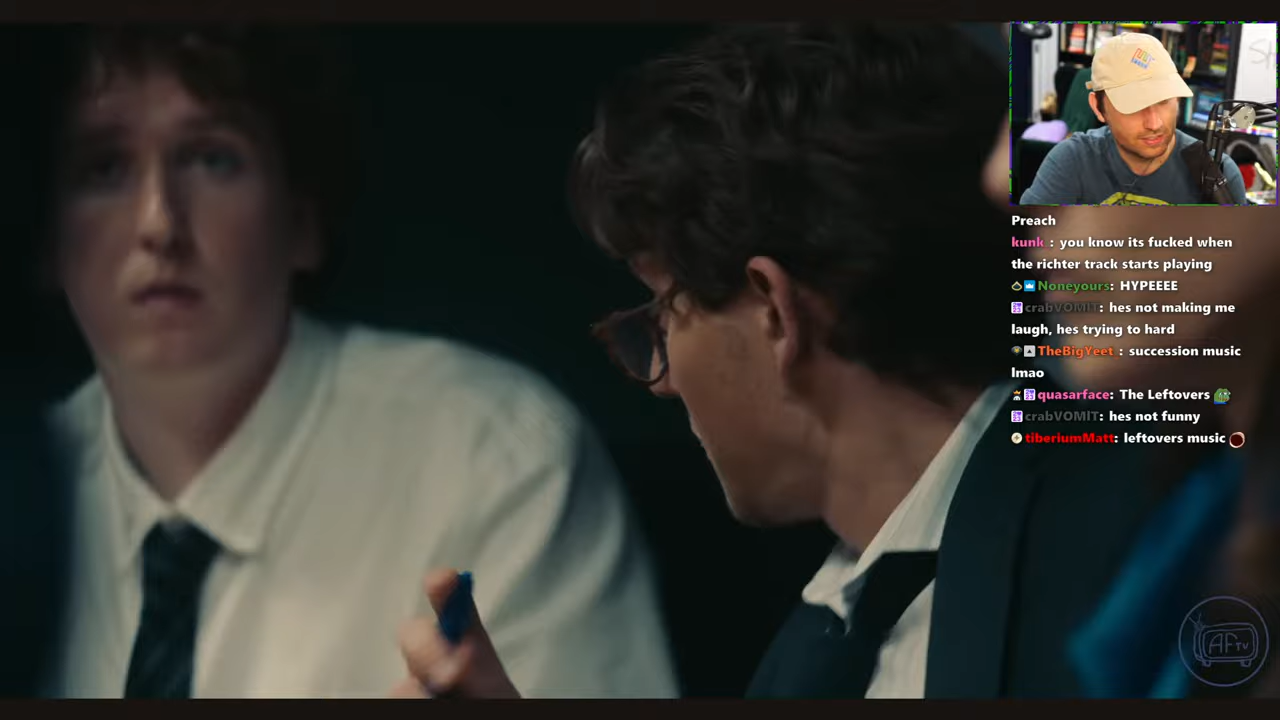 Preach
kunk : you know its fucked when
the richter track starts playing
Noneyours: HYPEEEE
crabVOMIT: hes not making me
laugh, hes trying to hard
TheBigYeet : succession music
lmao
quasarface: The Leftovers
crabVOMIT: hes not funny
tiberiumMatt: leftovers music
AFTV